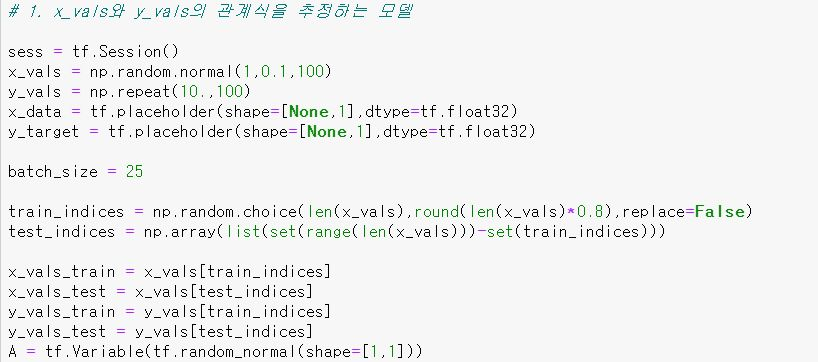 # 1. x_vals와 y_vals의 관계식을 추정하는 모델
sess = tf.Session()
x_vals = np.random.normal(1,0.1,100)
y_vals = np.repeat(10.,100)
x_data = tf.placeholder(shape=[None,1],dtype=tf.float32)
y_target = tf.placeholder(shape=[None,1],dtype=tf.float32)
batch_size = 25
train_indices = np.random.choice(len(x_vals),round(len(x_vals)*0.8),replace=False)
test_indices = np.array(list(set(range(len(x_vals)))-set(train_indices)))
x_vals_train = x_vals[train_indices]
x_vals_test = x_vals[test_indices]
y_vals_train = y_vals[train_indices]
y_vals_test = y_vals[test_indices]
A = tf.Variable(tf.random_normal(shape=[1,1]))